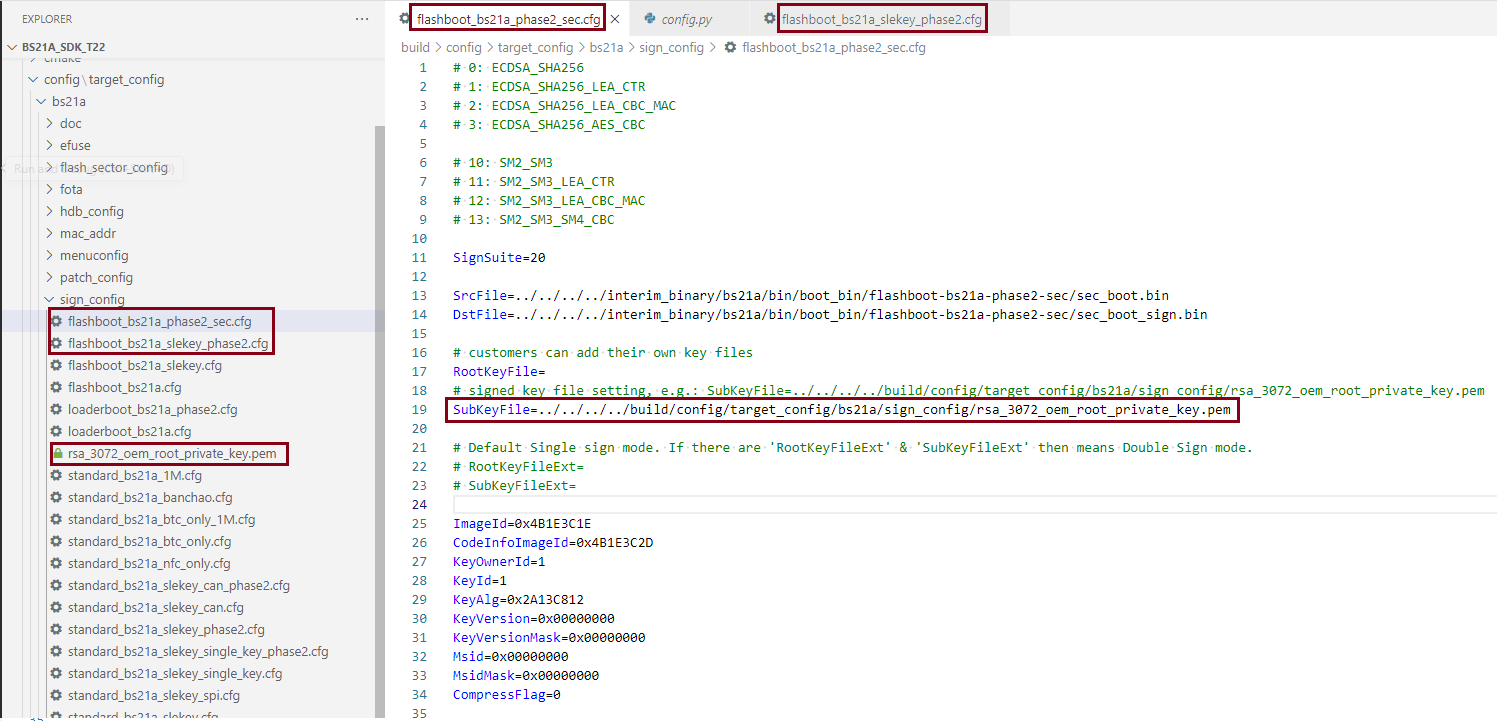 EXPLORER
BS21A_SDK_T22
cmake
config \ target_config
bs21a
doc
efuse
flash_sector_config
fota
hdb_config
mac_addr
menuconfig
patch_config
sign_config
flashboot_bs21a_phase2_sec.cfg
flashboot_bs21a_slekey_phase2.cfg
flashboot_bs21a_slekey.cfg
flashboot_bs21a.cfg
loaderboot_bs21a_phase2.cfg
loaderboot_bs21a.cfg
rsa_3072_oem_root_private_key.pem
standard_bs21a_1M.cfg
standard_bs21a_banchao.cfg
standard_bs21a_btc_only_1M.cfg
standard_bs21a_btc_only.cfg
standard_bs21a_nfc_only.cfg
standard_bs21a_slekey_can_phase2.cfg
standard_bs21a_slekey_can.cfg
standard_bs21a_slekey_phase2.cfg
standard_bs21a_slekey_single_key_phase2.cfg
standard_bs21a_slekey_single_key.cfg
standard_bs21a_slekey_spi.cfg
standard_bs21a_slekey.cfg
flashboot_bs21a_phase2_sec.cfg
config.py
flashboot_bs21a_slekey_phase2.cfg
build > config > target_config > bs21a > sign_config > flashboot_bs21a_phase2_sec.cfg
1 # 0: ECDSA_SHA256
2 # 1: ECDSA_SHA256_LEA_CTR
3 # 2: ECDSA_SHA256_LEA_CBC_MAC
4 # 3: ECDSA_SHA256_AES_CBC
5
6 # 10: SM2_SM3
7 # 11: SM2_SM3_LEA_CTR
8 # 12: SM2_SM3_LEA_CBC_MAC
9 # 13: SM2_SM3_SM4_CBC
10
11 SignSuite=20
12
13 SrcFile=../../../../interim_binary/bs21a/bin/boot_bin/flashboot-bs21a-phase2-sec/sec_boot.bin
14 DstFile=../../../../interim_binary/bs21a/bin/boot_bin/flashboot-bs21a-phase2-sec/sec_boot_sign.bin
15
16 # customers can add their own key files
17 RootKeyFile=
18 # signed key file setting, e.g.: SubKeyFile=../../../../build/config/target_config/bs21a/sign_config/rsa_3072_oem_root_private_key.pem
19 SubKeyFile=../../../../build/config/target_config/bs21a/sign_config/rsa_3072_oem_root_private_key.pem
20
21 # Default Single sign mode. If there are 'RootKeyFileExt' & 'SubKeyFileExt' then means Double Sign mode.
22 # RootKeyFileExt=
23 # SubKeyFileExt=
24
25 ImageId=0x4B1E3C1E
26 CodeInfoImageId=0x4B1E3C2D
27 KeyOwnerId=1
28 KeyId=1
29 KeyAlg=0x2A13C812
30 KeyVersion=0x00000000
31 KeyVersionMask=0x00000000
32 Msid=0x00000000
33 MsidMask=0x00000000
34 CompressFlag=0
35